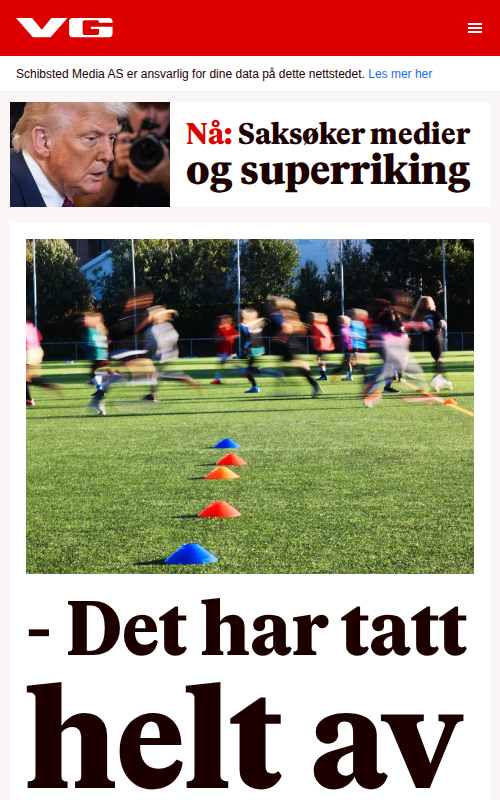 VG
Schibsted Media AS er ansvarlig for dine data på dette nettstedet. Les mer her
Nå: Saksøker medier
og superriking
- Det har tatt
helt av